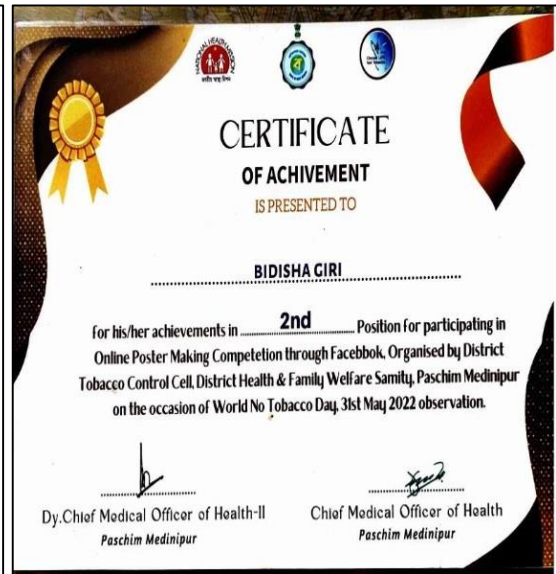 NATIONAL HEALTH MISSION
CERTIFICATE
OF ACHIVEMENT
IS PRESENTED TO
BIDISHA GIRI
for his/her achievements in 2nd Position for participating in
Online Poster Making Competetion through Facebbok, Organised by District
Tobacco Control Cell, District Health & Family Welfare Samity, Paschim Medinipur
on the occasion of World No Tobacco Day, 31st May 2022 observation.
Dy.Chief Medical Officer of Health-II
Paschim Medinipur
Chief Medical Officer of Health
Paschim Medinipur